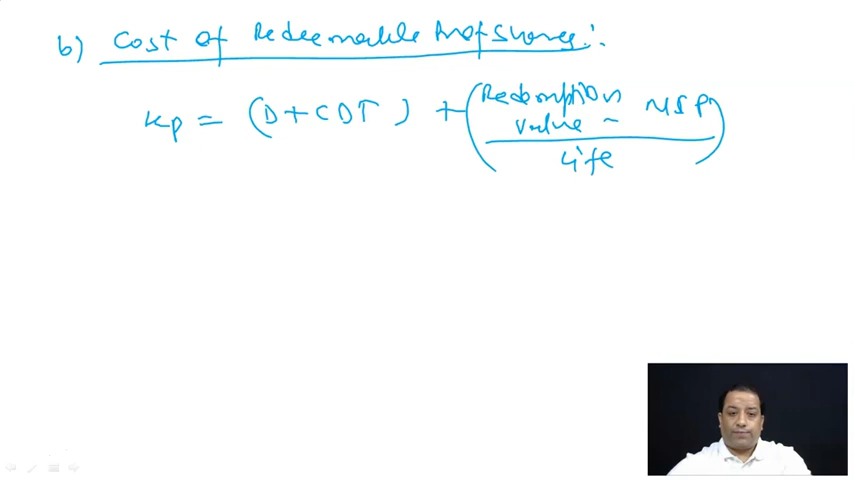 b) Cost of Redeemable Pref Shares :
Kp = (D + CDT) + (Redemption value - NSP)
Life